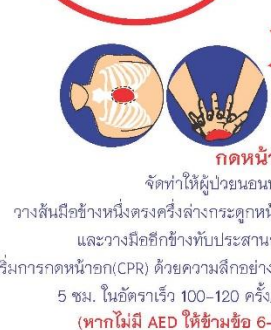 กดหน้า
จัดท่าให้ผู้ป่วยนอน
วางส้นมือข้างหนึ่งตรงครึ่งล่างกระดูก
และวางมืออีกข้างทับประสาน
การกดหน้าอก(CPR) ด้วยความลึกอย่าง
5 ซม. ในอัตราเร็ว 100-120 ครั้ง
(หากไม่มี AED ให้ข้ามข้อ 6-